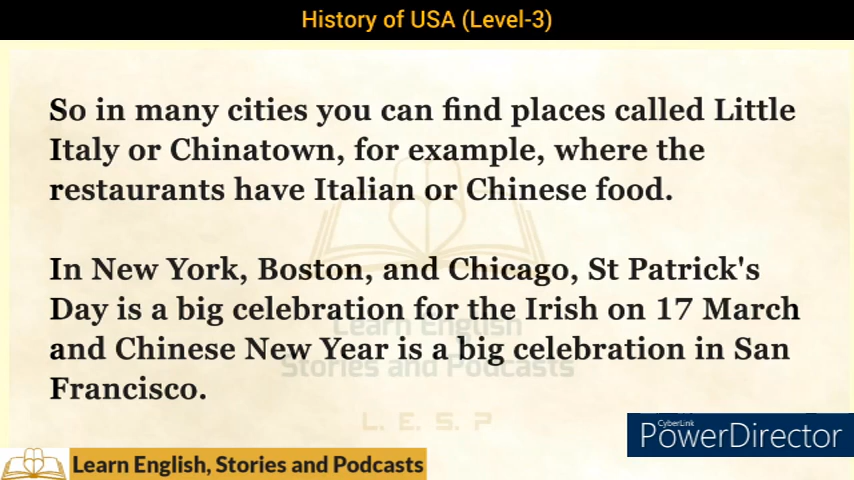 History of USA (Level-3)
So in many cities you can find places called Little
Italy or Chinatown, for example, where the
restaurants have Italian or Chinese food.
In New York, Boston, and Chicago, St Patrick's
Day is a big celebration for the Irish on 17 March
and Chinese New Year is a big celebration in San
Francisco.
Learn English
Stories and Podcasts
L. E. S. P
CyberLink
PowerDirector
Learn English, Stories and Podcasts